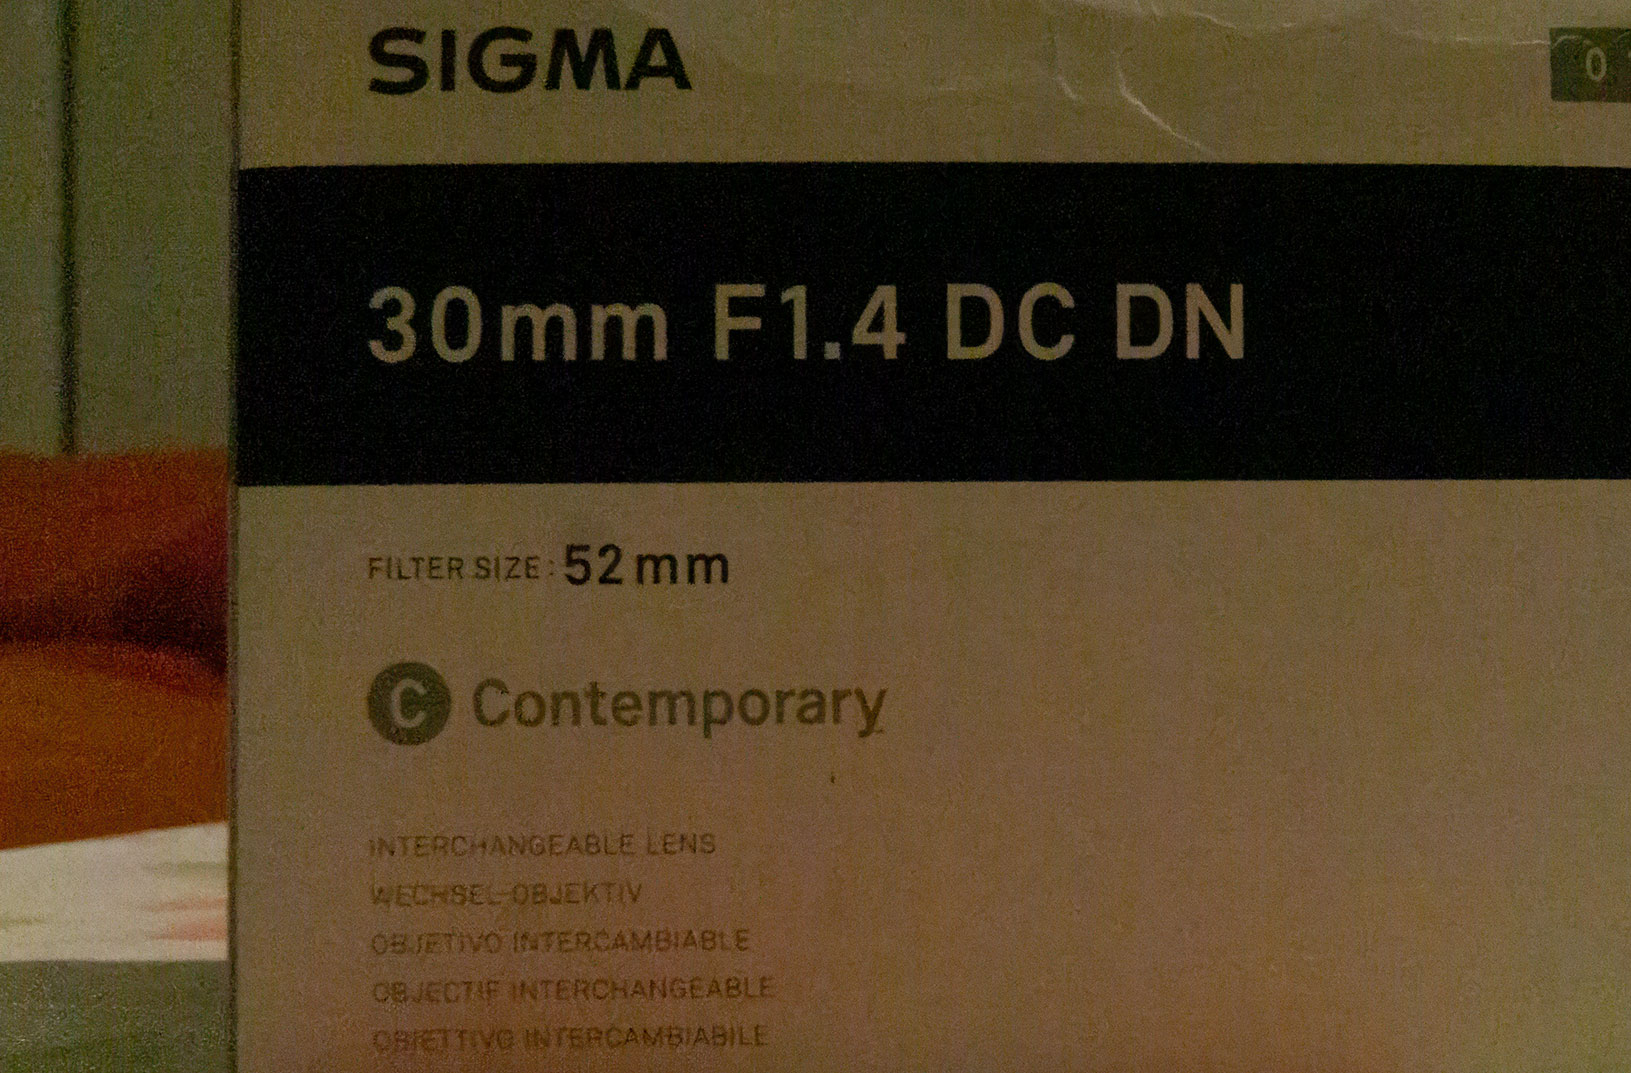 SIGMA
0
30mm F1.4 DC DN
FILTER SIZE: 52mm
C Contemporary
INTERCHANGEABLE LENS
WECHSEL-OBJEKTIV
OBJETIVO INTERCAMBIABLE
OBJECTIF INTERCHANGEABLE
OBIETTIVO INTERCAMBIABILE